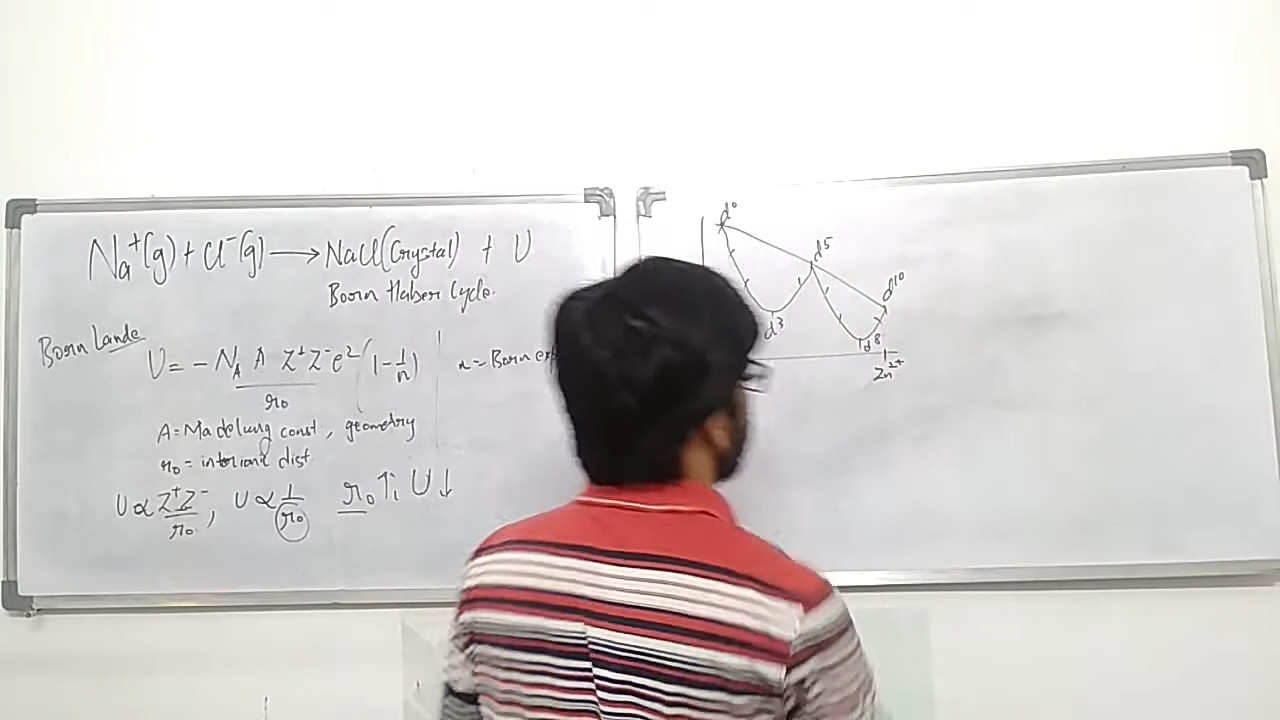 Na⁺(g) + Cl⁻(g) ⟶ NaCl(Crystal) + U
Born Haber Cycle.
Born Lande
U = - N_A A Z⁺Z⁻e² / r₀ (1 - 1/n)
n = Born
A = Madelung const, geometry
r₀ = interionic dist
U ∝ Z⁺Z⁻ / r₀, U ∝ 1/r₀ r₀↑, U↓
d⁰
d⁵
d¹⁰
d³
d⁸
Zn²⁺